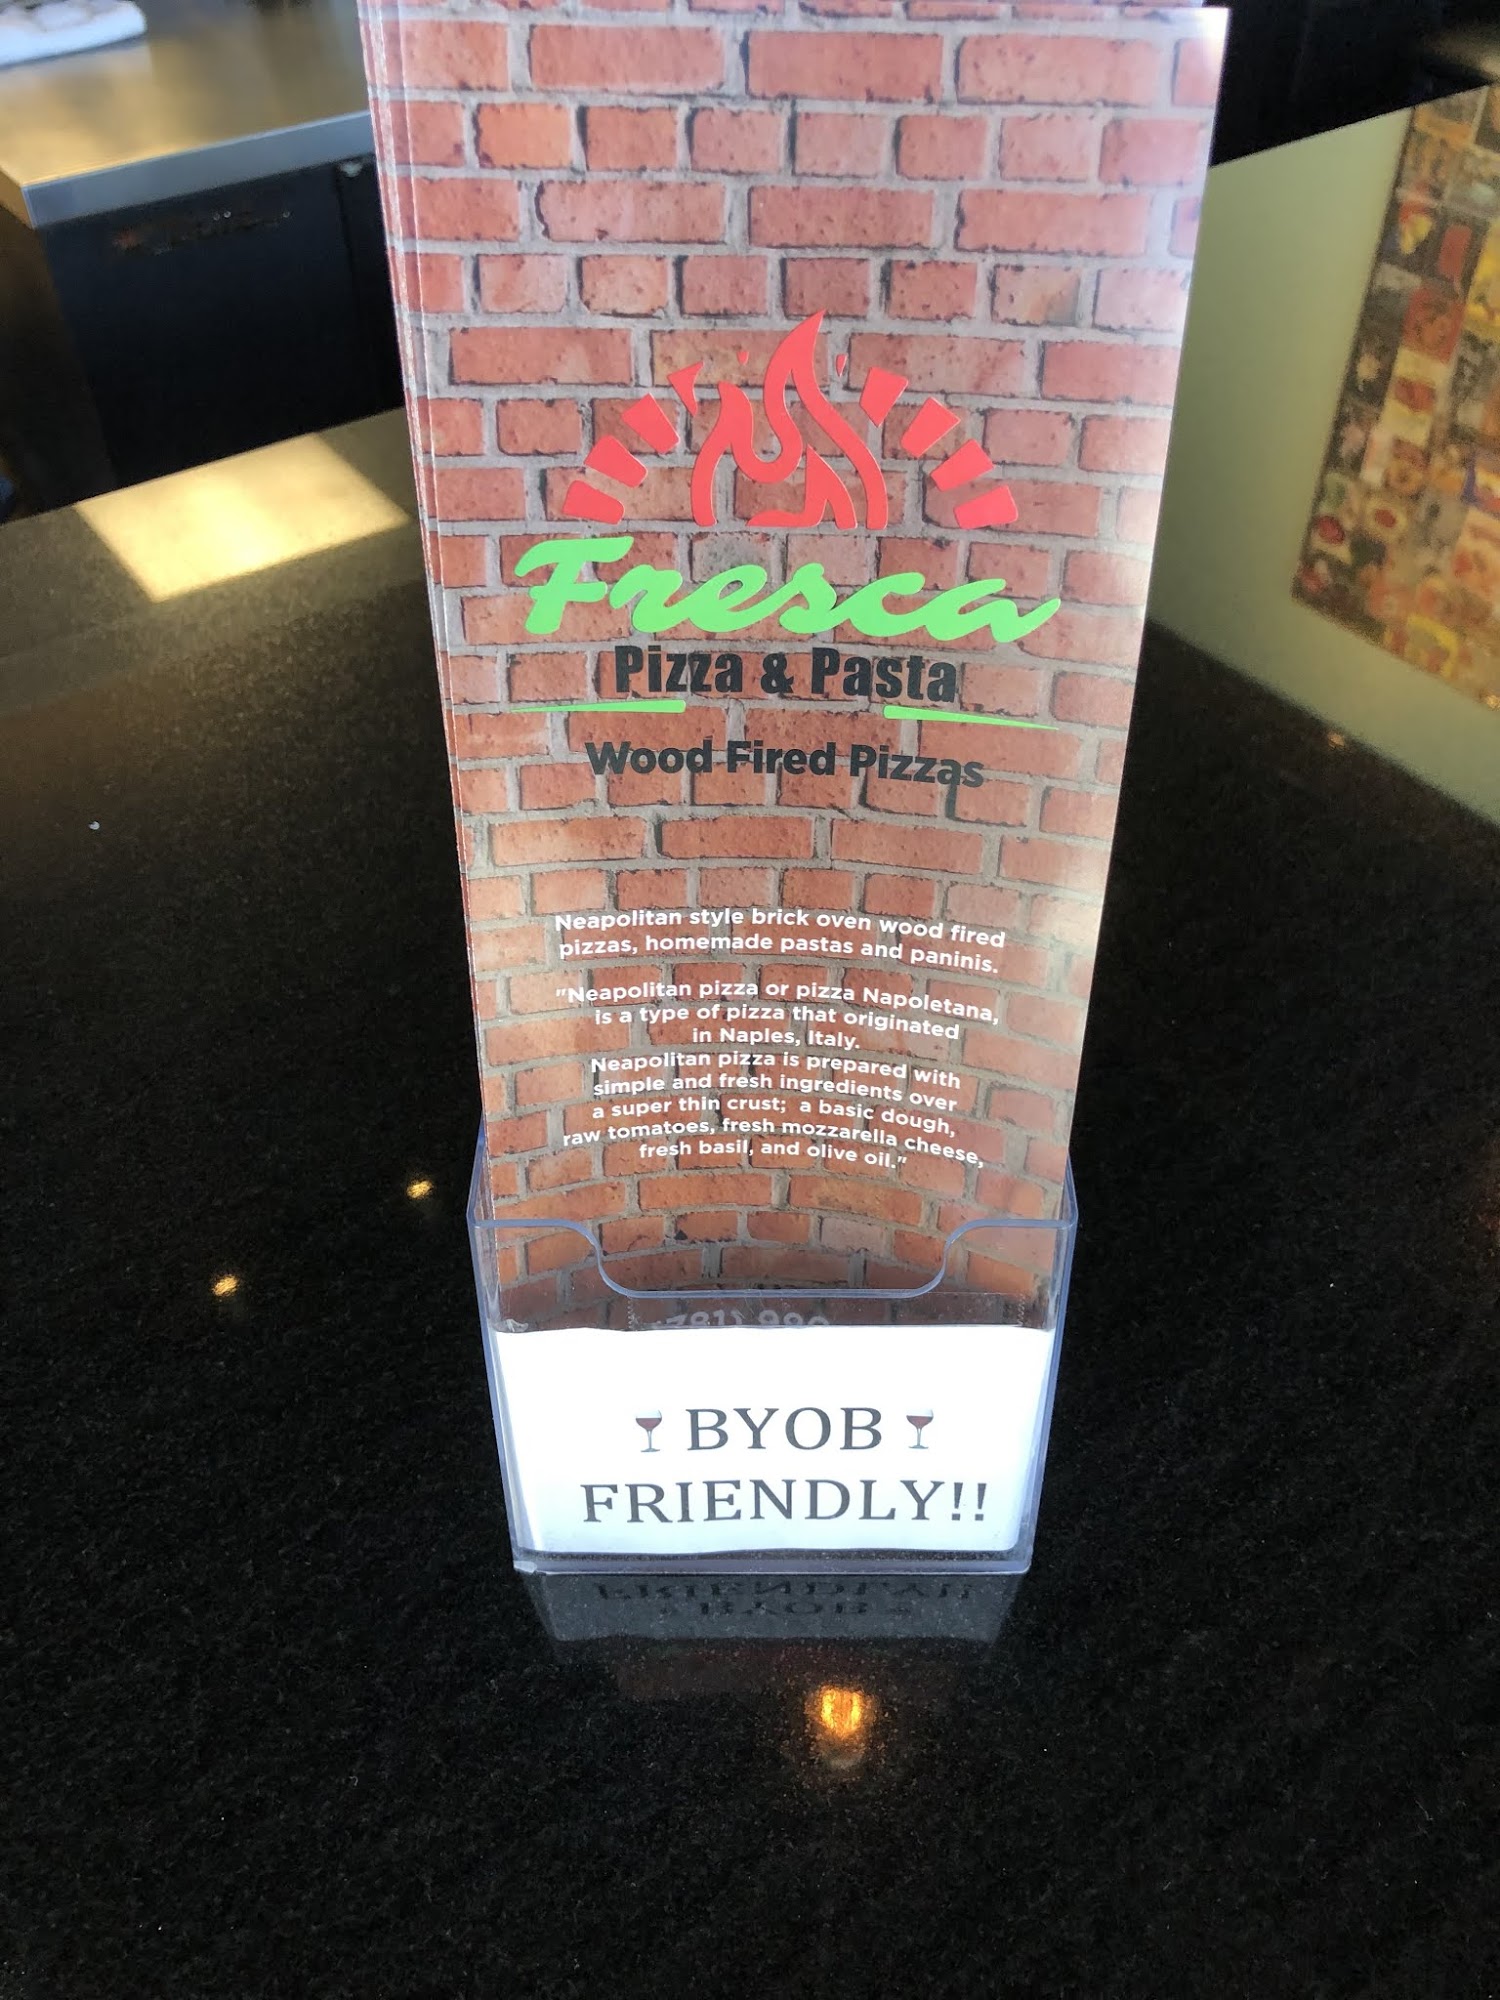 Fresca
Pizza & Pasta
Wood Fired Pizzas
Neapolitan style brick oven wood fired
pizzas, homemade pastas and paninis.
"Neapolitan pizza or pizza Napoletana,
is a type of pizza that originated
in Naples, Italy.
Neapolitan pizza is prepared with
simple and fresh ingredients over
a super thin crust; a basic dough,
raw tomatoes, fresh mozzarella cheese,
fresh basil, and olive oil."
BYOB
FRIENDLY!!